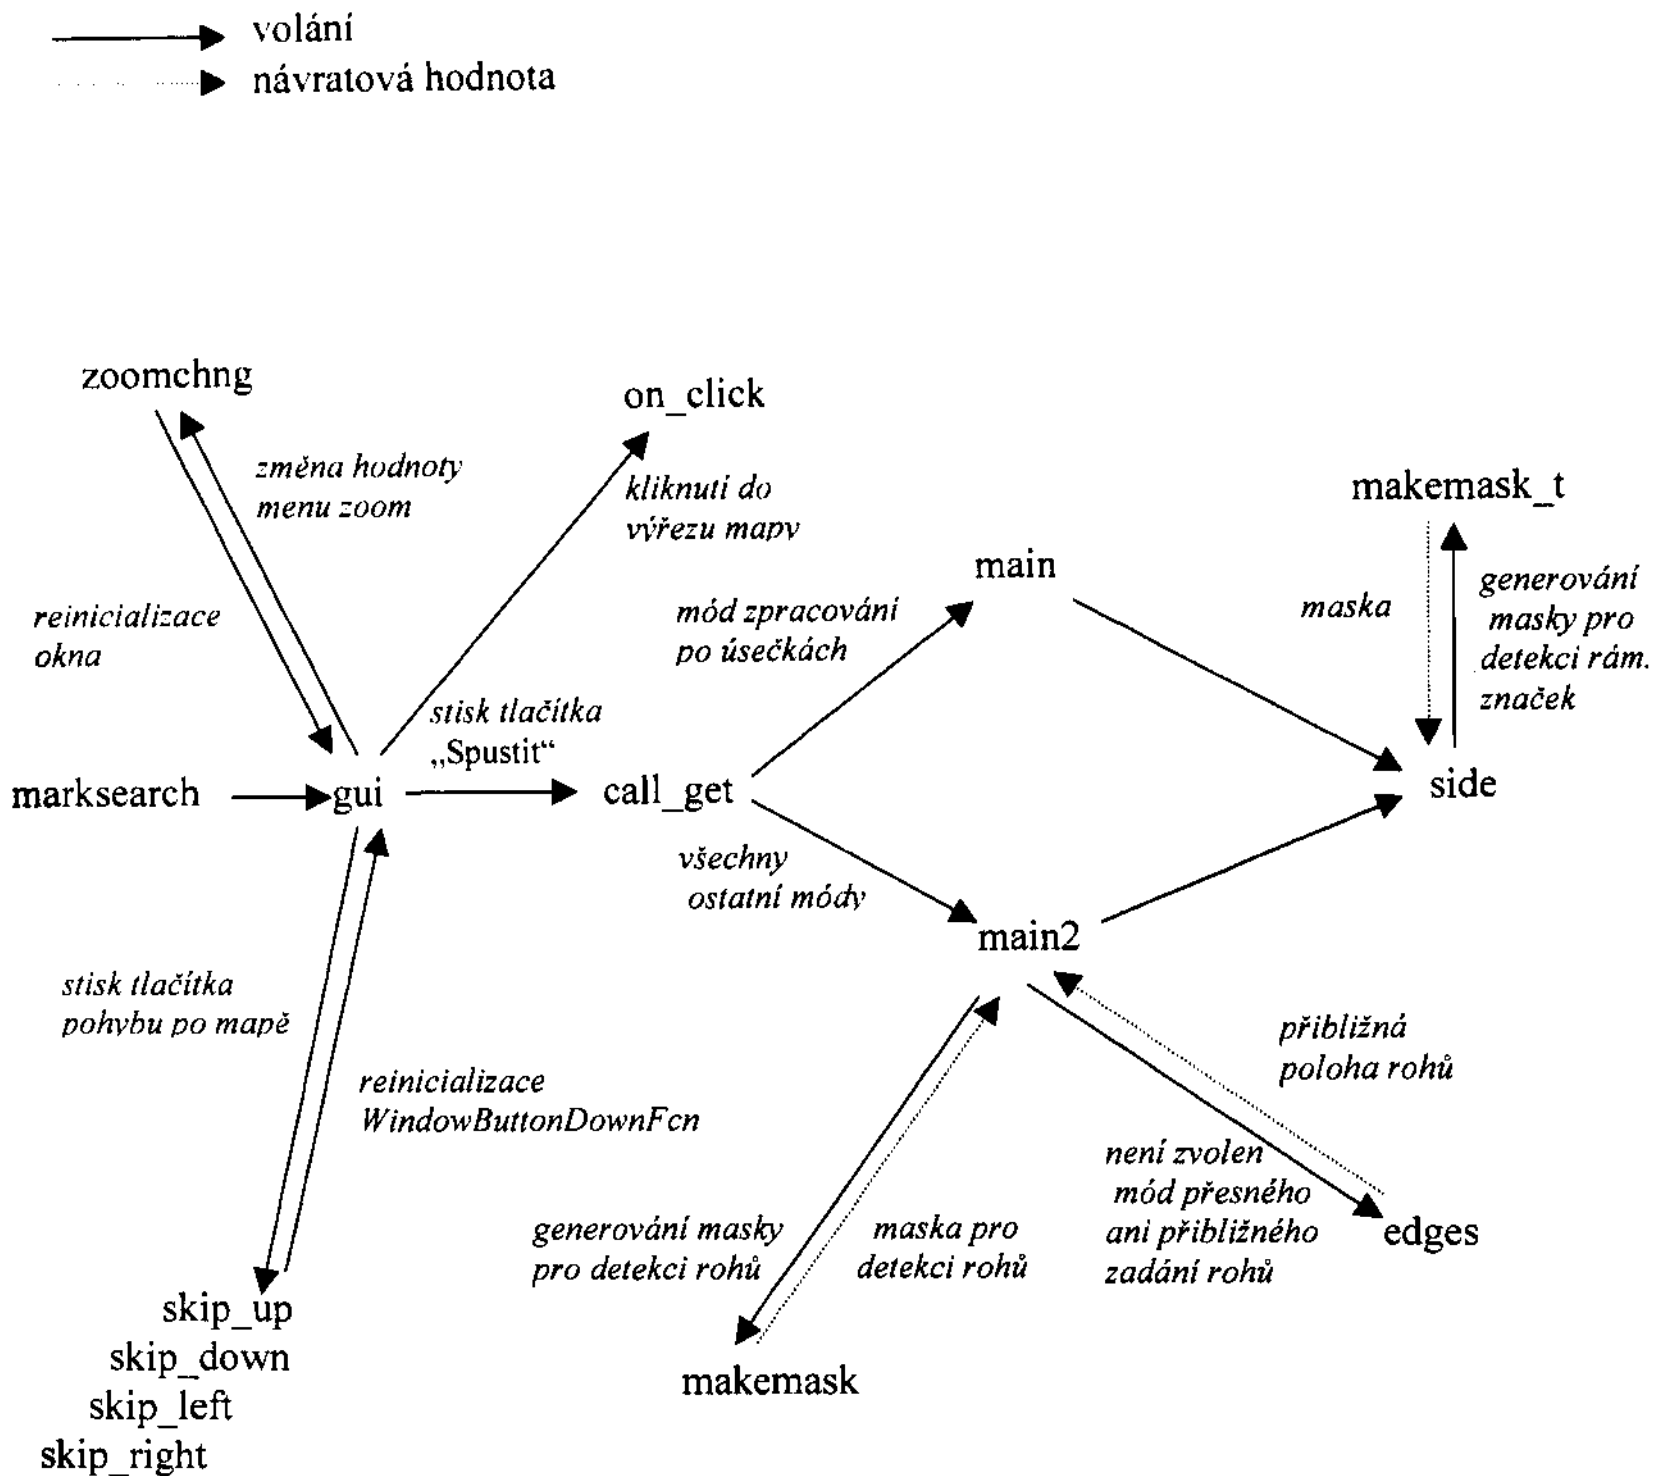 volání
návratová hodnota
zoomchng
on_click
změna hodnoty
menu zoom
kliknutí do
výřezu mapy
makemask_t
main
reinicializace
okna
mód zpracování
po úsečkách
maska
generování
masky pro
detekci rám.
značek
stisk tlačítka
„Spustit“
marksearch
gui
call_get
side
všechny
ostatní módy
main2
stisk tlačítka
pohybu po mapě
reinicializace
WindowButtonDownFcn
přibližná
poloha rohů
není zvolen
mód přesného
ani přibližného
zadání rohů
edges
generování masky
pro detekci rohů
maska pro
detekci rohů
skip_up
skip_down
skip_left
skip_right
makemask